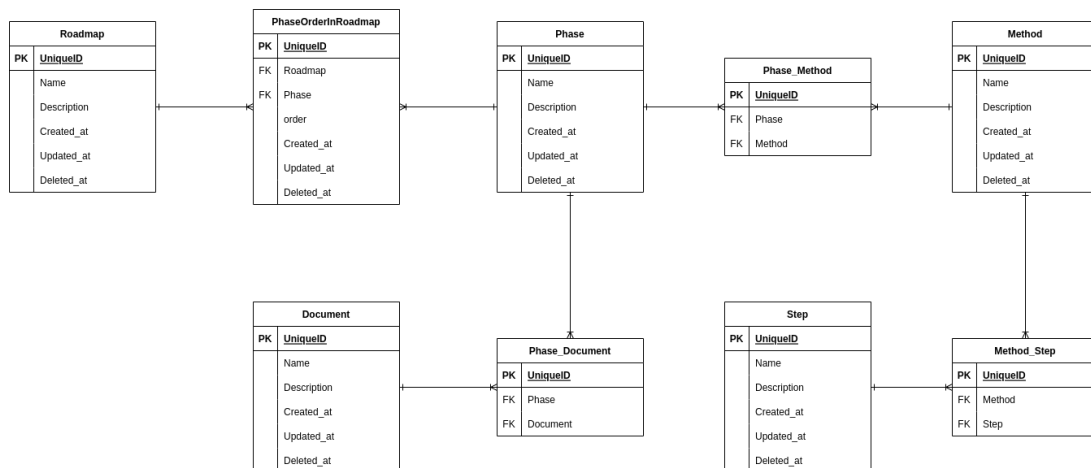 Roadmap
PK UniqueID
Name
Description
Created_at
Updated_at
Deleted_at
PhaseOrderInRoadmap
PK UniqueID
FK Roadmap
FK Phase
order
Created_at
Updated_at
Deleted_at
Phase
PK UniqueID
Name
Description
Created_at
Updated_at
Deleted_at
Phase_Method
PK UniqueID
FK Phase
FK Method
Method
PK UniqueID
Name
Description
Created_at
Updated_at
Deleted_at
Document
PK UniqueID
Name
Description
Created_at
Updated_at
Deleted_at
Phase_Document
PK UniqueID
FK Phase
FK Document
Step
PK UniqueID
Name
Description
Created_at
Updated_at
Deleted_at
Method_Step
PK UniqueID
FK Method
FK Step